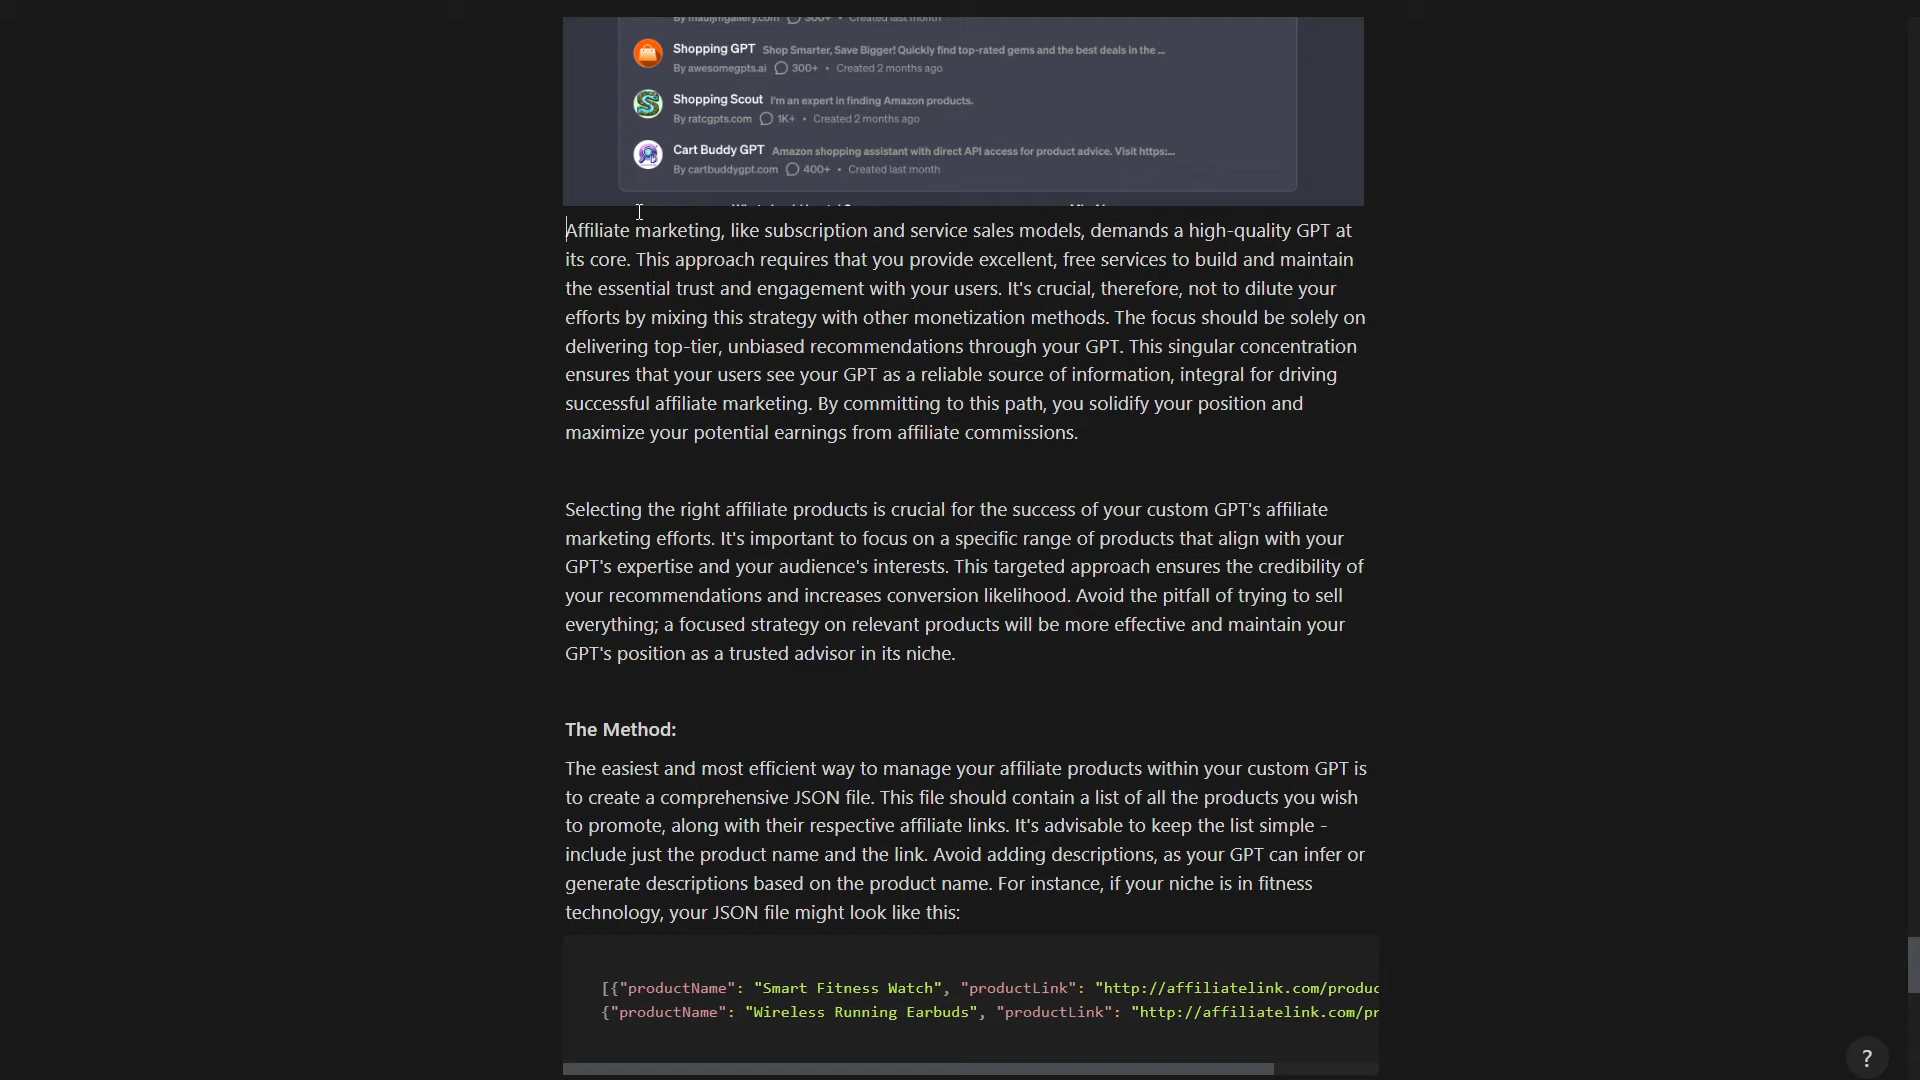 By mauijimgallery.com 300+ • Created last month
Shopping GPT Shop Smarter, Save Bigger! Quickly find top-rated gems and the best deals in the ...
By awesomegpts.ai 300+ • Created 2 months ago
Shopping Scout I'm an expert in finding Amazon products.
By ratcgpts.com 1K+ • Created 2 months ago
Cart Buddy GPT Amazon shopping assistant with direct API access for product advice. Visit https:...
By cartbuddygpt.com 400+ • Created last month
Affiliate marketing, like subscription and service sales models, demands a high-quality GPT at
its core. This approach requires that you provide excellent, free services to build and maintain
the essential trust and engagement with your users. It's crucial, therefore, not to dilute your
efforts by mixing this strategy with other monetization methods. The focus should be solely on
delivering top-tier, unbiased recommendations through your GPT. This singular concentration
ensures that your users see your GPT as a reliable source of information, integral for driving
successful affiliate marketing. By committing to this path, you solidify your position and
maximize your potential earnings from affiliate commissions.
Selecting the right affiliate products is crucial for the success of your custom GPT's affiliate
marketing efforts. It's important to focus on a specific range of products that align with your
GPT's expertise and your audience's interests. This targeted approach ensures the credibility of
your recommendations and increases conversion likelihood. Avoid the pitfall of trying to sell
everything; a focused strategy on relevant products will be more effective and maintain your
GPT's position as a trusted advisor in its niche.
The Method:
The easiest and most efficient way to manage your affiliate products within your custom GPT is
to create a comprehensive JSON file. This file should contain a list of all the products you wish
to promote, along with their respective affiliate links. It's advisable to keep the list simple -
include just the product name and the link. Avoid adding descriptions, as your GPT can infer or
generate descriptions based on the product name. For instance, if your niche is in fitness
technology, your JSON file might look like this:
[{"productName": "Smart Fitness Watch", "productLink": "http://affiliatelink.com/produc
{"productName": "Wireless Running Earbuds", "productLink": "http://affiliatelink.com/pr
?